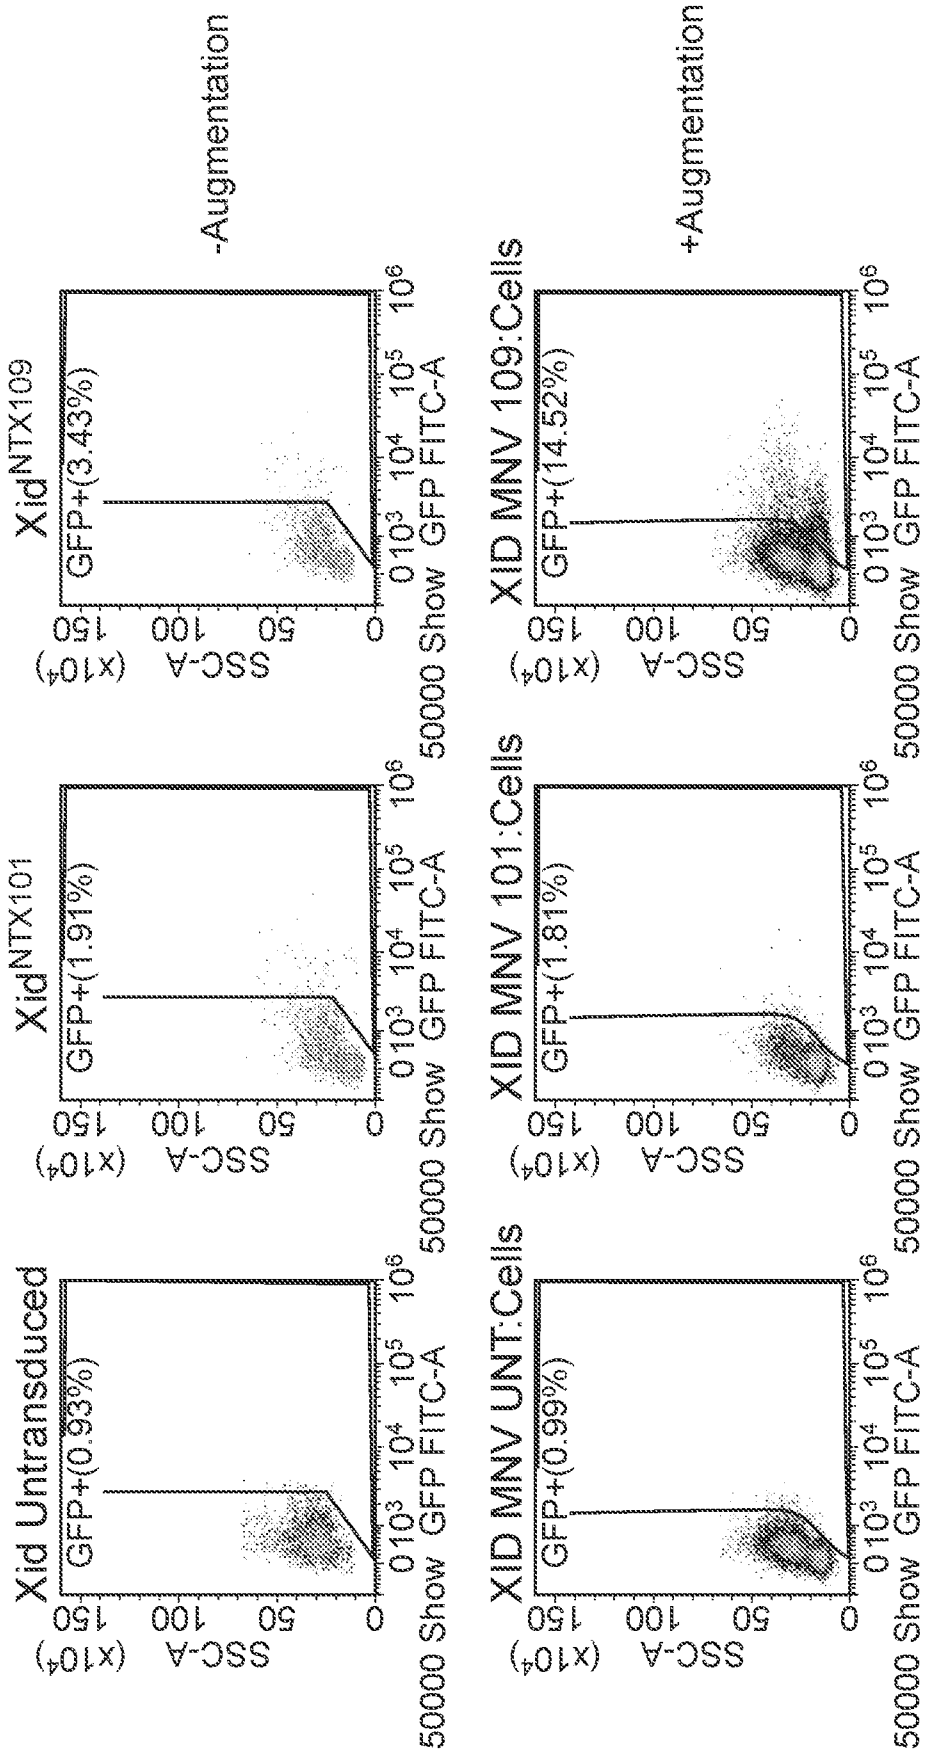 Xid Untransduced
GFP+(0.93%)
(x10⁴)
SSC-A
150
100
50
0
0 10³ 10⁴ 10⁵ 10⁶
50000 Show GFP FITC-A
Xid^NTX101
GFP+(1.91%)
(x10⁴)
SSC-A
150
100
50
0
0 10³ 10⁴ 10⁵ 10⁶
50000 Show GFP FITC-A
Xid^NTX109
GFP+(3.43%)
(x10⁴)
SSC-A
150
100
50
0
0 10³ 10⁴ 10⁵ 10⁶
50000 Show GFP FITC-A
-Augmentation
XID MNV UNT:Cells
GFP+(0.99%)
(x10⁴)
SSC-A
150
100
50
0
0 10³ 10⁴ 10⁵ 10⁶
50000 Show GFP FITC-A
XID MNV 101:Cells
GFP+(1.81%)
(x10⁴)
SSC-A
150
100
50
0
0 10³ 10⁴ 10⁵ 10⁶
50000 Show GFP FITC-A
XID MNV 109:Cells
GFP+(14.52%)
(x10⁴)
SSC-A
150
100
50
0
0 10³ 10⁴ 10⁵ 10⁶
50000 Show GFP FITC-A
+Augmentation